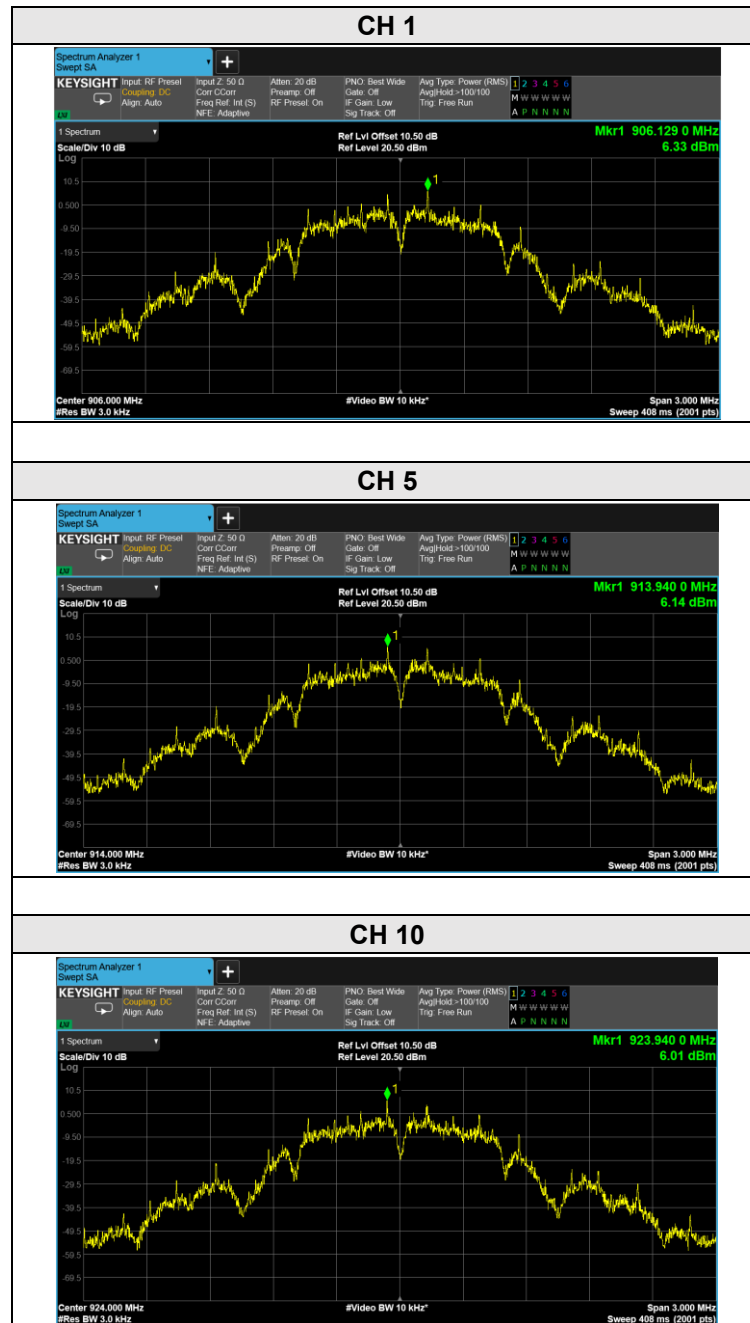 CH 1
Spectrum Analyzer 1
Swept SA
+
KEYSIGHT Input: RF Presel Input Z: 50 Ω Atten: 20 dB PNO: Best Wide Avg Type: Power (RMS) 1 2 3 4 5 6
Coupling: DC Corr CCorr Preamp: Off Gate: Off Avg|Hold:>100/100 M W W W W W
Align: Auto Freq Ref: Int (S) RF Presel: On IF Gain: Low Trig: Free Run
LXI NFE: Adaptive Sig Track: Off A P N N N N
1 Spectrum Ref Lvl Offset 10.50 dB Mkr1 906.129 0 MHz
Scale/Div 10 dB Ref Level 20.50 dBm 6.33 dBm
Log
1
10.5
0.500
-9.50
-19.5
-29.5
-39.5
-49.5
-59.5
-69.5
Center 906.000 MHz #Video BW 10 kHz* Span 3.000 MHz
#Res BW 3.0 kHz Sweep 408 ms (2001 pts)
CH 5
Spectrum Analyzer 1
Swept SA
+
KEYSIGHT Input: RF Presel Input Z: 50 Ω Atten: 20 dB PNO: Best Wide Avg Type: Power (RMS) 1 2 3 4 5 6
Coupling: DC Corr CCorr Preamp: Off Gate: Off Avg|Hold:>100/100 M W W W W W
Align: Auto Freq Ref: Int (S) RF Presel: On IF Gain: Low Trig: Free Run
LXI NFE: Adaptive Sig Track: Off A P N N N N
1 Spectrum Ref Lvl Offset 10.50 dB Mkr1 913.940 0 MHz
Scale/Div 10 dB Ref Level 20.50 dBm 6.14 dBm
Log
1
10.5
0.500
-9.50
-19.5
-29.5
-39.5
-49.5
-59.5
-69.5
Center 914.000 MHz #Video BW 10 kHz* Span 3.000 MHz
#Res BW 3.0 kHz Sweep 408 ms (2001 pts)
CH 10
Spectrum Analyzer 1
Swept SA
+
KEYSIGHT Input: RF Presel Input Z: 50 Ω Atten: 20 dB PNO: Best Wide Avg Type: Power (RMS) 1 2 3 4 5 6
Coupling: DC Corr CCorr Preamp: Off Gate: Off Avg|Hold:>100/100 M W W W W W
Align: Auto Freq Ref: Int (S) RF Presel: On IF Gain: Low Trig: Free Run
LXI NFE: Adaptive Sig Track: Off A P N N N N
1 Spectrum Ref Lvl Offset 10.50 dB Mkr1 923.940 0 MHz
Scale/Div 10 dB Ref Level 20.50 dBm 6.01 dBm
Log
1
10.5
0.500
-9.50
-19.5
-29.5
-39.5
-49.5
-59.5
-69.5
Center 924.000 MHz #Video BW 10 kHz* Span 3.000 MHz
#Res BW 3.0 kHz Sweep 408 ms (2001 pts)